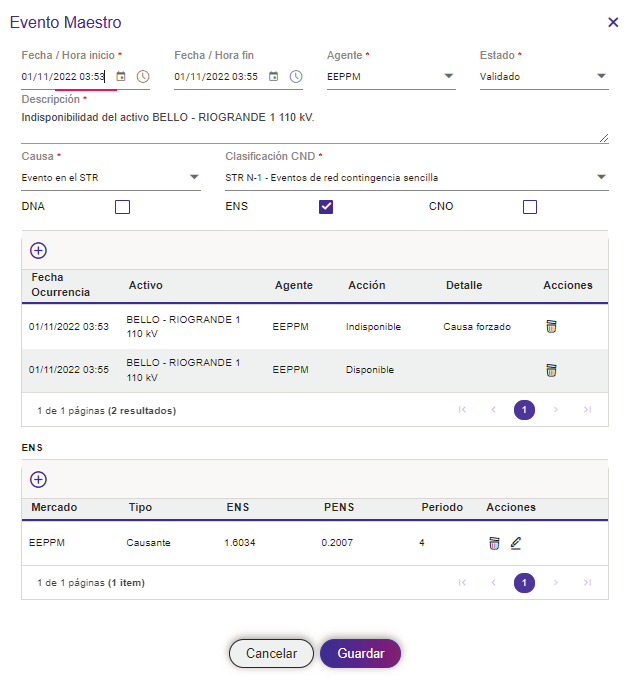 Evento Maestro
Fecha / Hora inicio * Fecha / Hora fin Agente * Estado *
01/11/2022 03:53 01/11/2022 03:55 EEPPM Validado
Descripción *
Indisponibilidad del activo BELLO - RIOGRANDE 1 110 kV.
Causa * Clasificación CND *
Evento en el STR STR N-1 - Eventos de red contingencia sencilla
DNA ENS CNO
Fecha
Ocurrencia Activo Agente Acción Detalle Acciones
BELLO - RIOGRANDE 1
01/11/2022 03:53 EEPPM Indisponible Causa forzado
110 kV
BELLO - RIOGRANDE 1
01/11/2022 03:55 EEPPM Disponible
110 kV
1 de 1 páginas (2 resultados) 1
ENS
Mercado Tipo ENS PENS Periodo Acciones
EEPPM Causante 1.6034 0.2007 4
1 de 1 páginas (1 item) 1
Cancelar Guardar